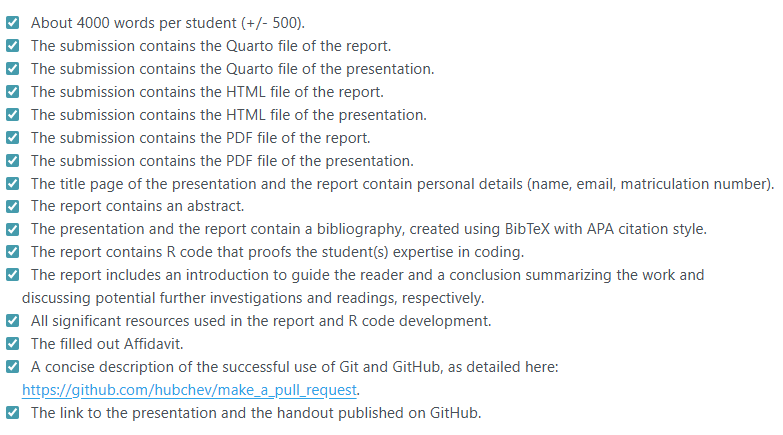 About 4000 words per student (+/- 500).
The submission contains the Quarto file of the report.
The submission contains the Quarto file of the presentation.
The submission contains the HTML file of the report.
The submission contains the HTML file of the presentation.
The submission contains the PDF file of the report.
The submission contains the PDF file of the presentation.
The title page of the presentation and the report contain personal details (name, email, matriculation number).
The report contains an abstract.
The presentation and the report contain a bibliography, created using BibTeX with APA citation style.
The report contains R code that proofs the student(s) expertise in coding.
The report includes an introduction to guide the reader and a conclusion summarizing the work and
discussing potential further investigations and readings, respectively.
All significant resources used in the report and R code development.
The filled out Affidavit.
A concise description of the successful use of Git and GitHub, as detailed here:
https://github.com/hubchev/make_a_pull_request.
The link to the presentation and the handout published on GitHub.